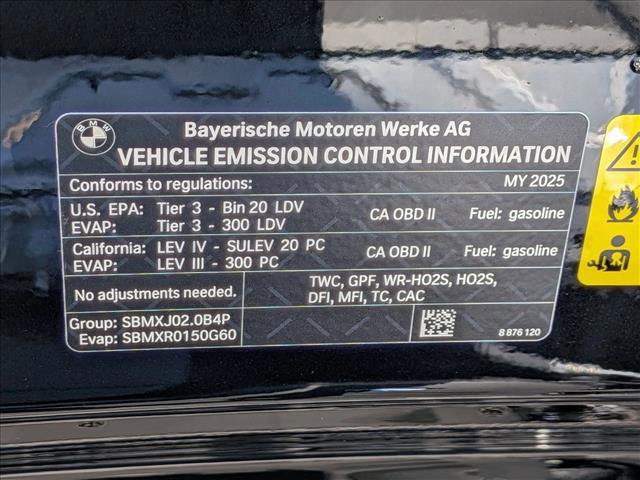 BMW
Bayerische Motoren Werke AG
VEHICLE EMISSION CONTROL INFORMATION
Conforms to regulations: MY 2025
U.S. EPA: Tier 3 - Bin 20 LDV CA OBD II Fuel: gasoline
EVAP: Tier 3 - 300 LDV
California: LEV IV - SULEV 20 PC CA OBD II Fuel: gasoline
EVAP: LEV III - 300 PC
No adjustments needed. TWC, GPF, WR-HO2S, HO2S,
DFI, MFI, TC, CAC
Group: SBMXJ02.0B4P
Evap: SBMXR0150G60 8 876 120